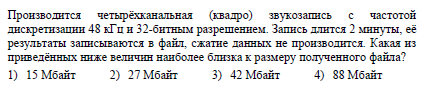 Производится четырёхканальная (квадро) звукозапись с частотой
дискретизации 48 кГц и 32-битным разрешением. Запись длится 2 минуты, её
результаты записываются в файл, сжатие данных не производится. Какая из
приведённых ниже величин наиболее близка к размеру полученного файла?
1) 15 Мбайт 2) 27 Мбайт 3) 42 Мбайт 4) 88 Мбайт